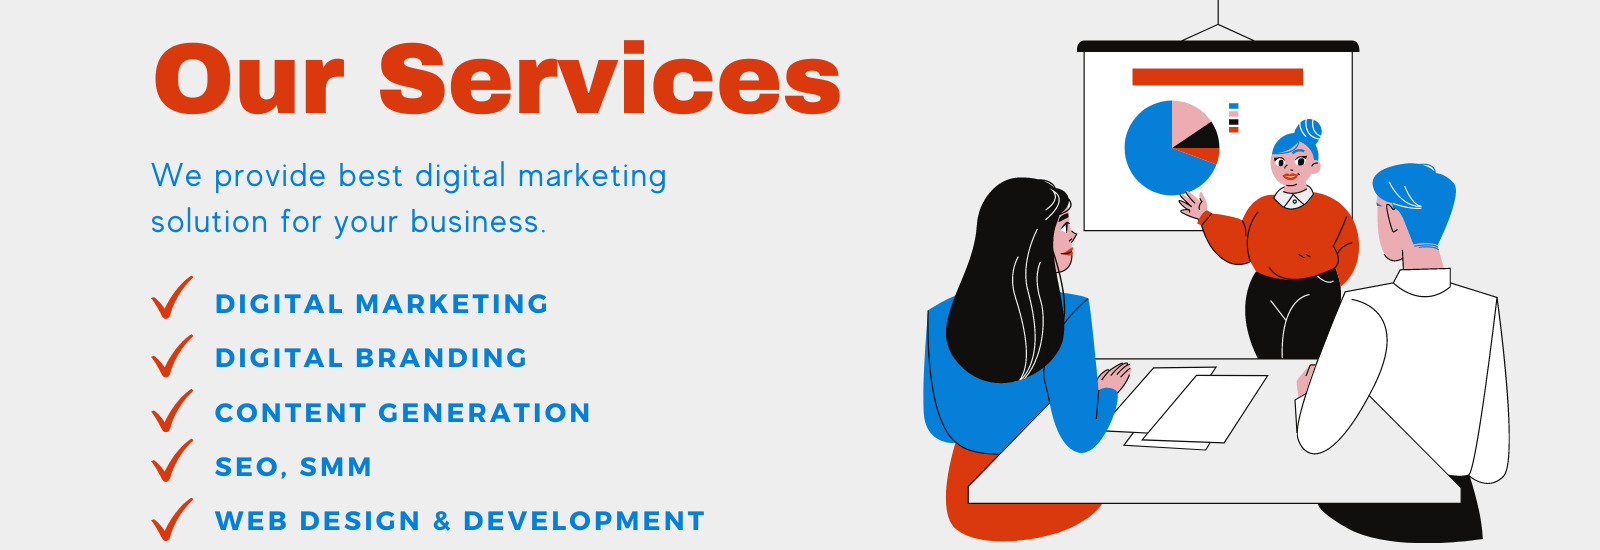 Our Services
We provide best digital marketing
solution for your business.
DIGITAL MARKETING
DIGITAL BRANDING
CONTENT GENERATION
SEO, SMM
WEB DESIGN & DEVELOPMENT